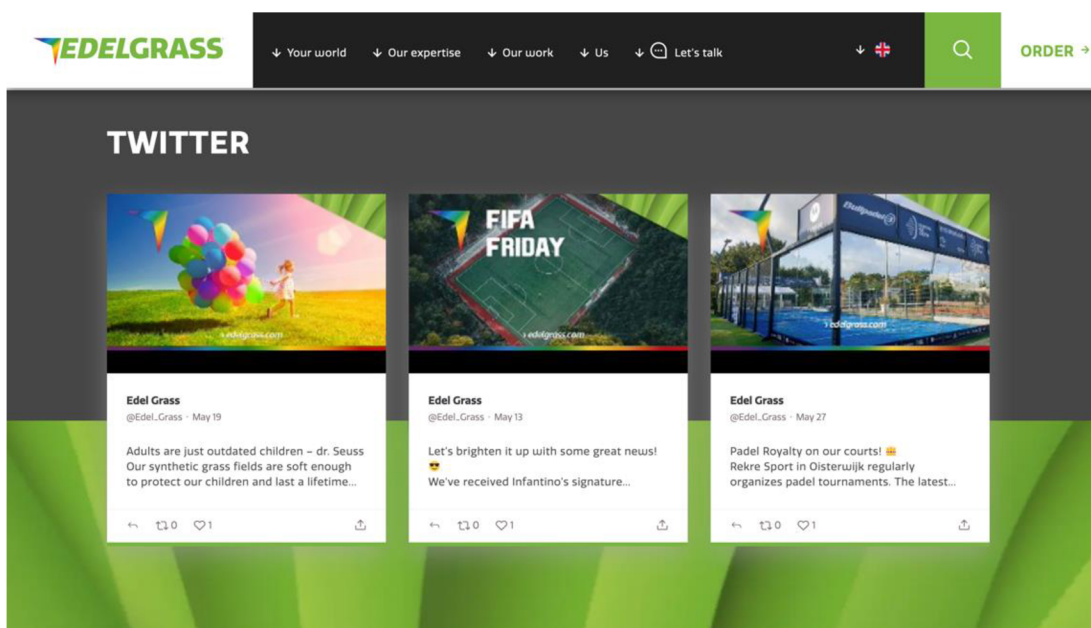 EDELGRASS
↓ Your world ↓ Our expertise ↓ Our work ↓ Us ↓ Let's talk
ORDER →
TWITTER
edelgrass.com
Edel Grass
@Edel_Grass · May 19
Adults are just outdated children – dr. Seuss
Our synthetic grass fields are soft enough
to protect our children and last a lifetime...
0 1
FIFA
FRIDAY
edelgrass.com
Edel Grass
@Edel_Grass · May 13
Let's brighten it up with some great news!
😎
We've received Infantino's signature...
0 1
Bullpadel
edelgrass.com
Edel Grass
@Edel_Grass · May 27
Padel Royalty on our courts! 👑
Rekre Sport in Oisterwijk regularly
organizes padel tournaments. The latest...
0 1